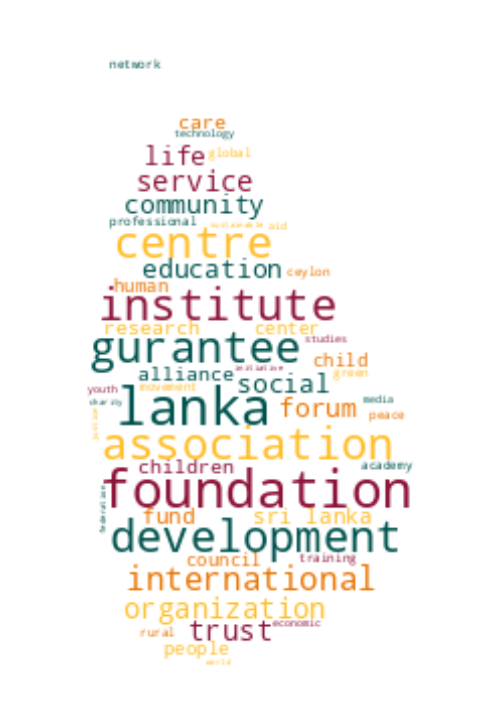 network
care
technology
life global
service
community
professional sustainable aid
centre
education ceylon
human
institute
research center
gurantee studies
child
alliance initiative green
youth movement social
charity lanka forum media
justice peace
association
children academy
foundation
federation fund sri lanka
development
council training
international
organization
rural trust economic
people
world